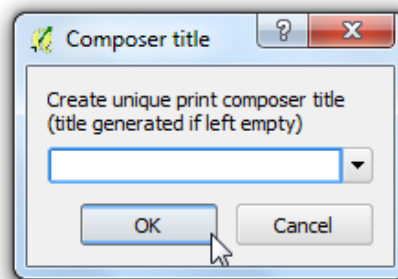 Composer title
Create unique print composer title
(title generated if left empty)
OK
Cancel